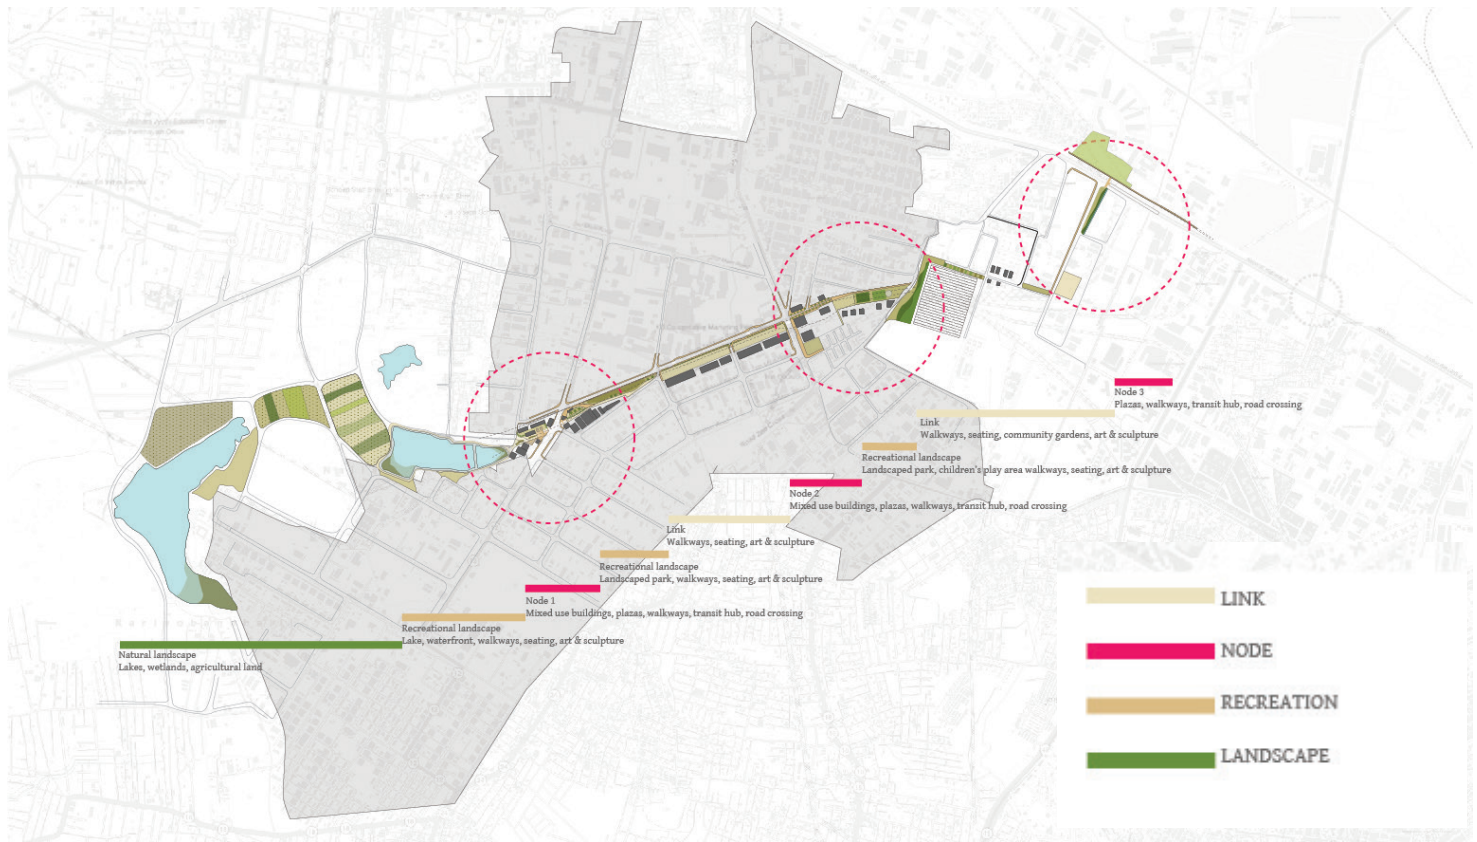 Node 3
Plazas, walkways, transit hub, road crossing
Link
Walkways, seating, community gardens, art & sculpture
Recreational landscape
Landscaped park, children's play area walkways, seating, art & sculpture
Node 2
Mixed use buildings, plazas, walkways, transit hub, road crossing
Link
Walkways, seating, art & sculpture
Recreational landscape
Landscaped park, walkways, seating, art & sculpture
Node 1
Mixed use buildings, plazas, walkways, transit hub, road crossing
Recreational landscape
Lake, waterfront, walkways, seating, art & sculpture
Natural landscape
Lakes, wetlands, agricultural land
LINK
NODE
RECREATION
LANDSCAPE